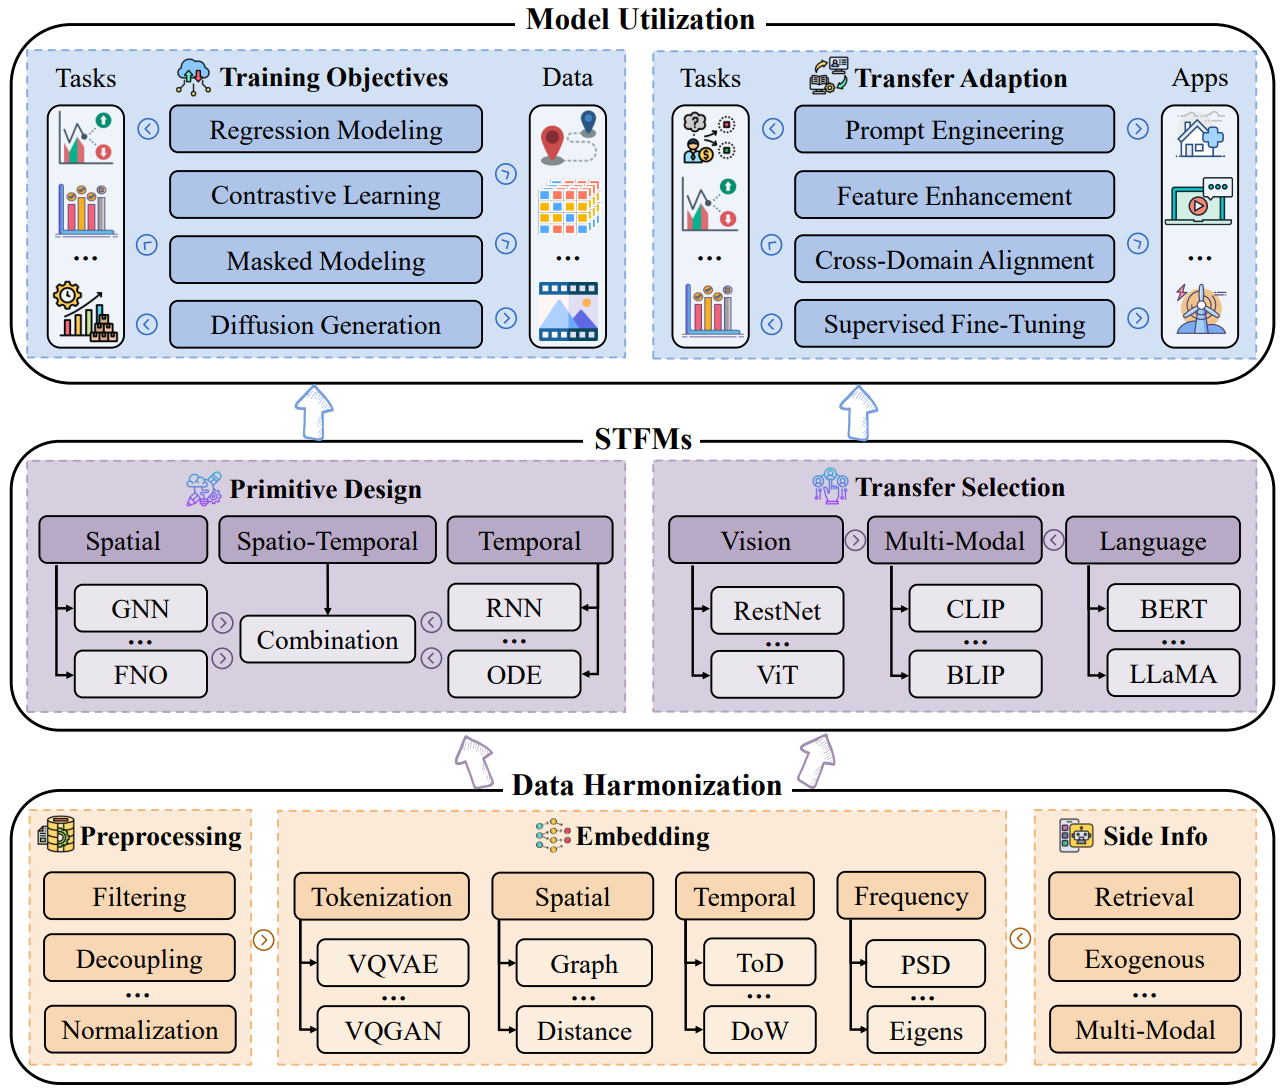 Model Utilization
Tasks
Training Objectives
Data
Regression Modeling
Contrastive Learning
Masked Modeling
Diffusion Generation
...
...
Tasks
Transfer Adaption
Apps
Prompt Engineering
Feature Enhancement
Cross-Domain Alignment
Supervised Fine-Tuning
...
...
STFMs
Primitive Design
Spatial
Spatio-Temporal
Temporal
GNN
...
FNO
Combination
RNN
...
ODE
Transfer Selection
Vision
Multi-Modal
Language
RestNet
...
ViT
CLIP
...
BLIP
BERT
...
LLaMA
Data Harmonization
Preprocessing
Filtering
Decoupling
...
Normalization
Embedding
Tokenization
VQVAE
...
VQGAN
Spatial
Graph
...
Distance
Temporal
ToD
...
DoW
Frequency
PSD
...
Eigens
Side Info
Retrieval
Exogenous
...
Multi-Modal